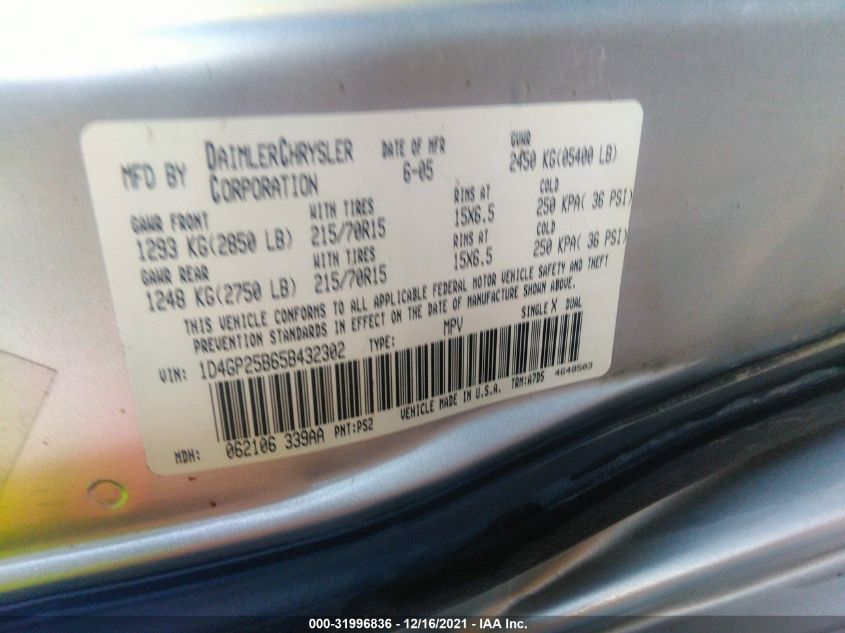 MFD BY DAIMLERCHRYSLER CORPORATION DATE OF MFR 6-05 GVWR 2450 KG(05400 LB)
GAWR FRONT WITH TIRES RIMS AT COLD
1293 KG(2850 LB) 215/70R15 15X6.5 250 KPA( 36 PSI)
GAWR REAR WITH TIRES RIMS AT COLD
1248 KG(2750 LB) 215/70R15 15X6.5 250 KPA( 36 PSI)
THIS VEHICLE CONFORMS TO ALL APPLICABLE FEDERAL MOTOR VEHICLE SAFETY AND THEFT
PREVENTION STANDARDS IN EFFECT ON THE DATE OF MANUFACTURE SHOWN ABOVE.
VIN: 1D4GP25B65B432302 TYPE: MPV SINGLE X DUAL
MDH: 062106 339AA PNT:PS2 VEHICLE MADE IN U.S.A. TRM:A7D5 4648503
000-31996836 - 12/16/2021 - IAA Inc.